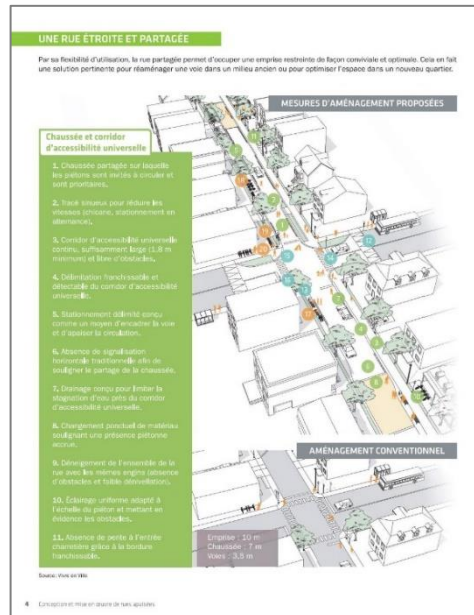 UNE RUE ÉTROITE ET PARTAGÉE
Par sa flexibilité d'utilisation, la rue partagée permet d'occuper une emprise restreinte de façon conviviale et optimale. Cela en fait
une solution pertinente pour réaménager une voie dans un milieu ancien ou pour optimiser l'espace dans un nouveau quartier.
MESURES D'AMÉNAGEMENT PROPOSÉES
Chaussée et corridor
d'accessibilité universelle
1. Chaussée partagée sur laquelle
les piétons sont invités à circuler et
sont prioritaires.
2. Tracé sinueux pour réduire les
vitesses (chicane, stationnement en
alternance).
3. Corridor d'accessibilité universelle
continu, suffisamment large (1,8 m
minimum) et libre d'obstacles.
4. Délimitation franchissable et
détectable du corridor d'accessibilité
universelle.
5. Stationnement délimité conçu
comme un moyen d'encadrer la voie
et d'apaiser la circulation.
6. Absence de signalisation
horizontale traditionnelle afin de
souligner le partage de la chaussée.
7. Drainage conçu pour limiter la
stagnation d'eau près du corridor
d'accessibilité universelle.
8. Changement ponctuel de matériau
soulignant une présence piétonne
accrue.
9. Déneigement de l'ensemble de la
rue avec les mêmes engins (absence
d'obstacles et faible dénivellation).
10. Éclairage uniforme adapté à
l'échelle du piéton et mettant en
évidence les obstacles.
11. Absence de pente à l'entrée
charretière grâce à la bordure
franchissable.
AMÉNAGEMENT CONVENTIONNEL
Emprise : 10 m
Chaussée : 7 m
Voies : 3,5 m
Source : Vivre en Ville
4 Conception et mise en œuvre de rues apaisées